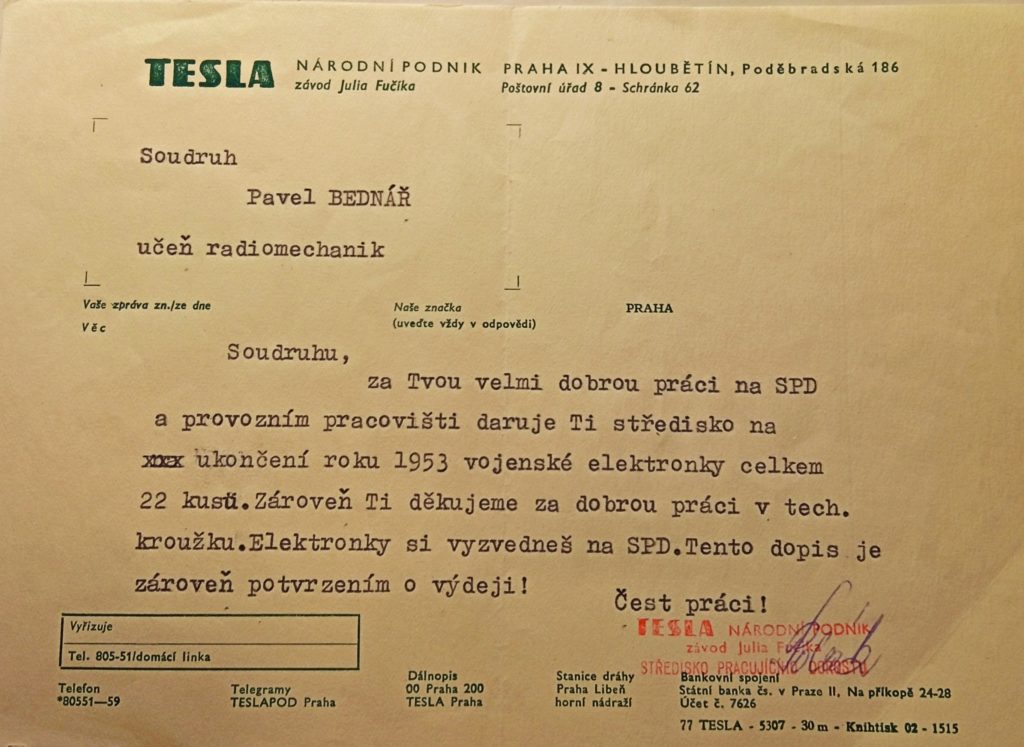 TESLA NÁRODNÍ PODNIK PRAHA IX - HLOUBĚTÍN, Poděbradská 186
závod Julia Fučíka Poštovní úřad 8 - Schránka 62
Soudruh
Pavel BEDNÁŘ
učeň radiomechanik
Vaše zpráva zn./ze dne Naše značka PRAHA
Věc (uveďte vždy v odpovědi)
Soudruhu,
za Tvou velmi dobrou práci na SPD
a provozním pracovišti daruje Ti středisko na
xxxx ukončení roku 1953 vojenské elektronky celkem
22 kusů.Zároveň Ti děkujeme za dobrou práci v tech.
kroužku.Elektronky si vyzvedneš na SPD.Tento dopis je
zároveň potvrzením o výdeji!
Čest práci!
TESLA NÁRODNÍ PODNIK
závod Julia Fučíka
STŘEDISKO PRACUJÍCÍHO DOROSTU
Vyřizuje
Tel. 805-51/domácí linka
Telefon Telegramy Dálnopis Stanice dráhy Bankovní spojení
*80551—59 TESLAPOD Praha 00 Praha 200 Praha Libeň Státní banka čs. v Praze II, Na příkopě 24-28
TESLA Praha horní nádraží Účet č. 7626
77 TESLA - 5307 - 30m - Knihtisk 02 - 1515